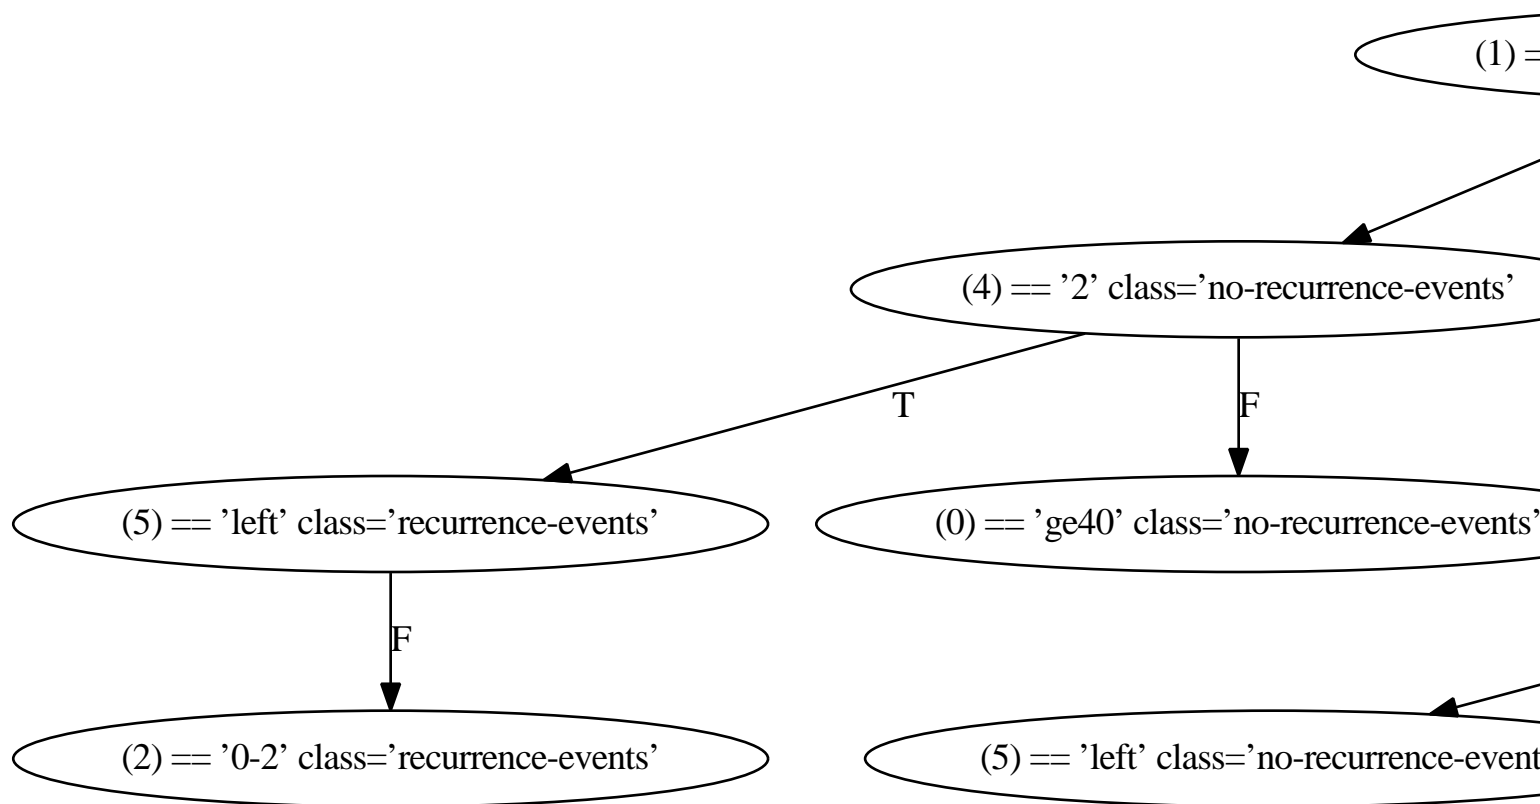 (1) =
(4) == ’2’ class=’no-recurrence-events’
T
F
(5) == ’left’ class=’recurrence-events’
(0) == ’ge40’ class=’no-recurrence-events’
F
(2) == ’0-2’ class=’recurrence-events’
(5) == ’left’ class=’no-recurrence-event